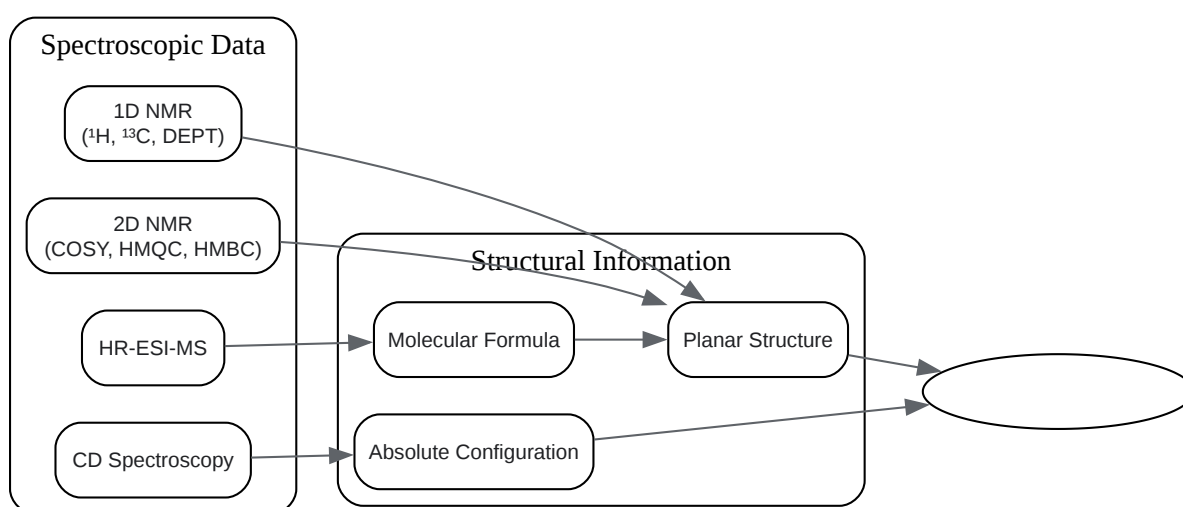 Spectroscopic Data
1D NMR
(¹H, ¹³C, DEPT)
2D NMR
(COSY, HMQC, HMBC)
HR-ESI-MS
CD Spectroscopy
Structural Information
Molecular Formula
Planar Structure
Absolute Configuration